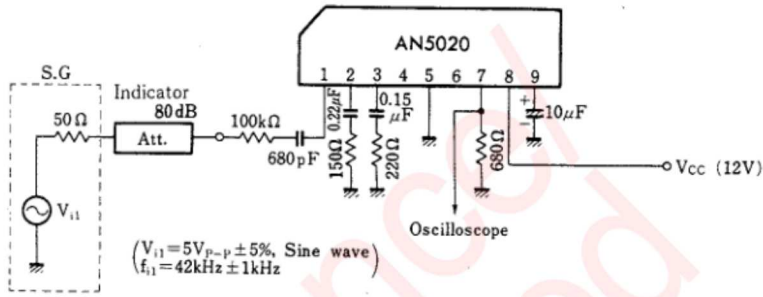 AN5020
1 2 3 4 5 6 7 8 9
S.G
Indicator
80dB
50Ω
Att.
100kΩ
680pF
0.22μF
150Ω
0.15
μF
220Ω
680Ω
+
10μF
−
VCC (12V)
Vi1
Oscilloscope
(Vi1=5VP-P±5%, Sine wave
fi1=42kHz±1kHz)